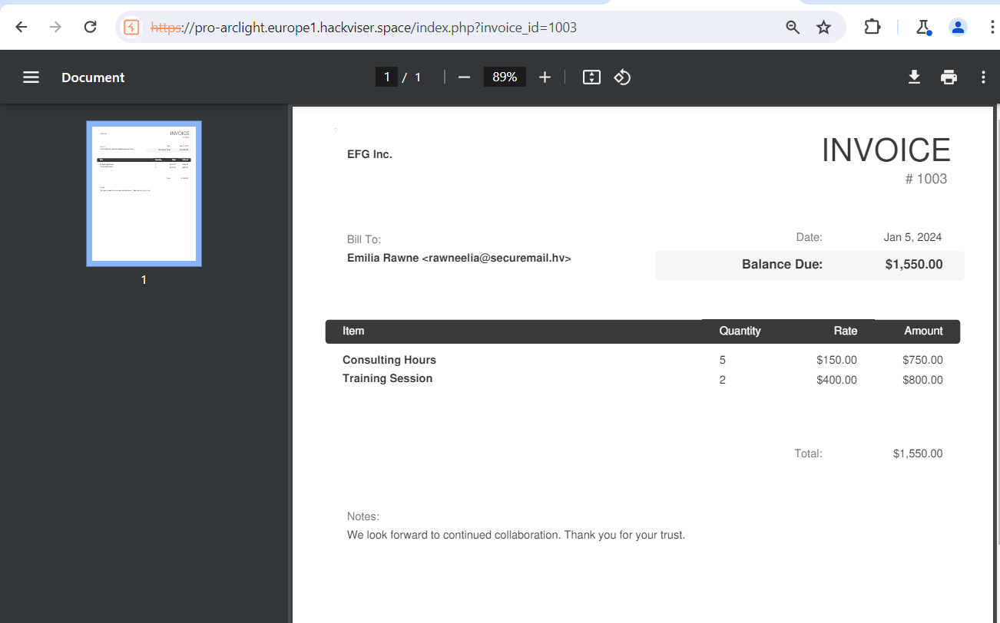 https://pro-arclight.europe1.hackviser.space/index.php?invoice_id=1003
Document
1 / 1
89%
1
EFG Inc.
INVOICE
# 1003
Bill To:
Emilia Rawne <rawneelia@securemail.hv>
Date: Jan 5, 2024
Balance Due: $1,550.00
Item Quantity Rate Amount
Consulting Hours 5 $150.00 $750.00
Training Session 2 $400.00 $800.00
Total: $1,550.00
Notes:
We look forward to continued collaboration. Thank you for your trust.